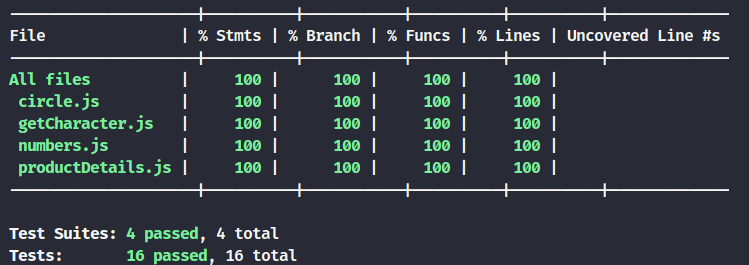 --------------------|---------|----------|---------|---------|-------------------
File                | % Stmts | % Branch | % Funcs | % Lines | Uncovered Line #s
--------------------|---------|----------|---------|---------|-------------------
All files           |     100 |      100 |     100 |     100 |
 circle.js          |     100 |      100 |     100 |     100 |
 getCharacter.js    |     100 |      100 |     100 |     100 |
 numbers.js         |     100 |      100 |     100 |     100 |
 productDetails.js  |     100 |      100 |     100 |     100 |
--------------------|---------|----------|---------|---------|-------------------
Test Suites: 4 passed, 4 total
Tests:       16 passed, 16 total